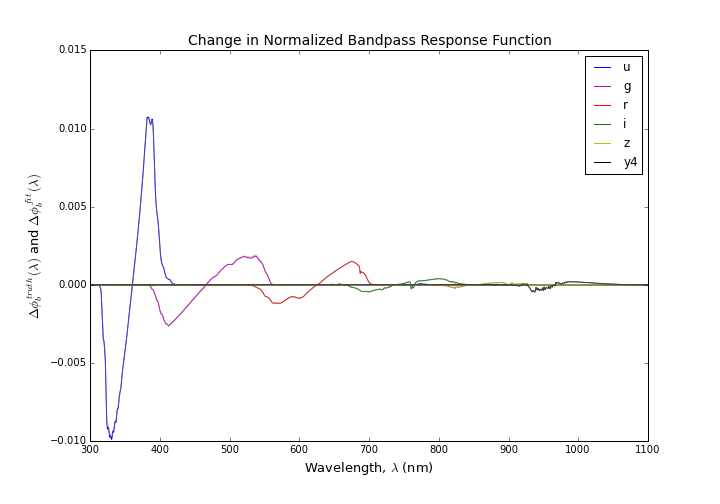 Change in Normalized Bandpass Response Function
0.015
0.010
0.005
0.000
−0.005
−0.010
Δϕ_b^{truth}(λ) and Δϕ_b^{fit}(λ)
u
g
r
i
z
y4
300 400 500 600 700 800 900 1000 1100
Wavelength, λ (nm)